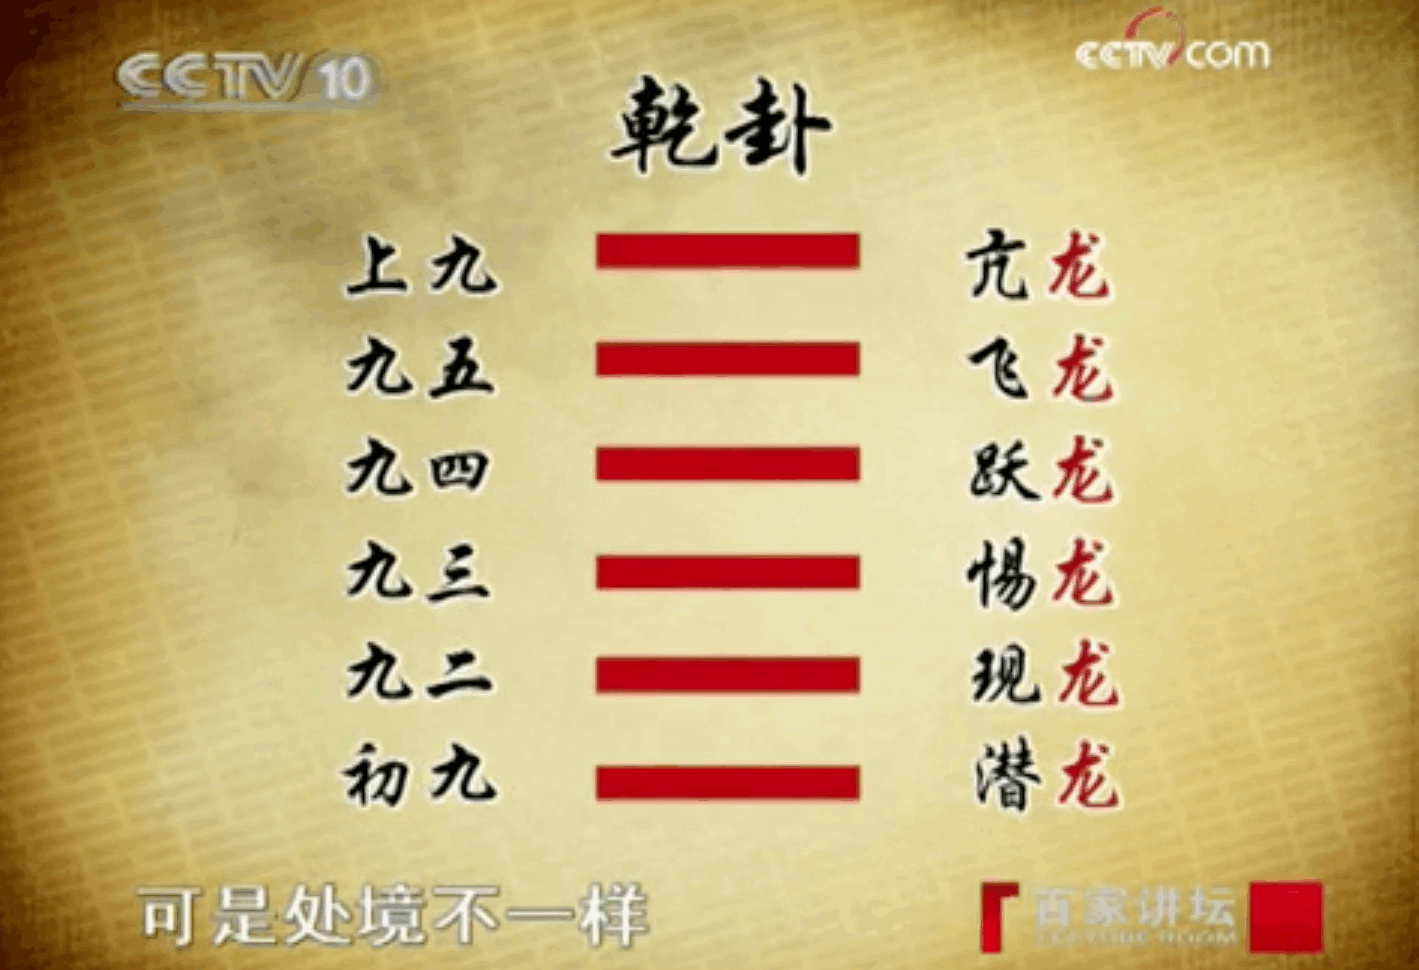 CCTV 10
CCTV.com
乾卦
上九 亢龙
九五 飞龙
九四 跃龙
九三 惕龙
九二 现龙
初九 潜龙
可是处境不一样
百家讲坛
LECTURE ROOM